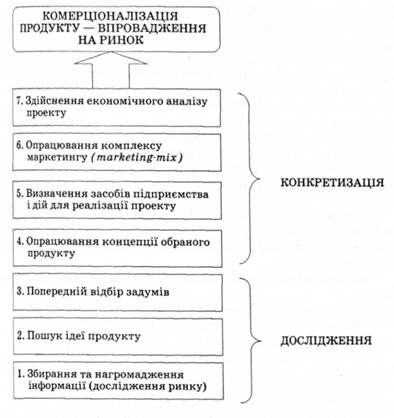 КОМЕРЦІОНАЛІЗАЦІЯ
ПРОДУКТУ — ВПРОВАДЖЕННЯ
НА РИНОК
7. Здійснення економічного аналізу
проекту
6. Опрацювання комплексу
маркетингу (marketing-mix)
5. Визначення засобів підприємства
і дій для реалізації проекту
4. Опрацювання концепції обраного
продукту
КОНКРЕТИЗАЦІЯ
3. Попередній відбір задумів
2. Пошук ідеї продукту
1. Збирання та нагромадження
інформації (дослідження ринку)
ДОСЛІДЖЕННЯ